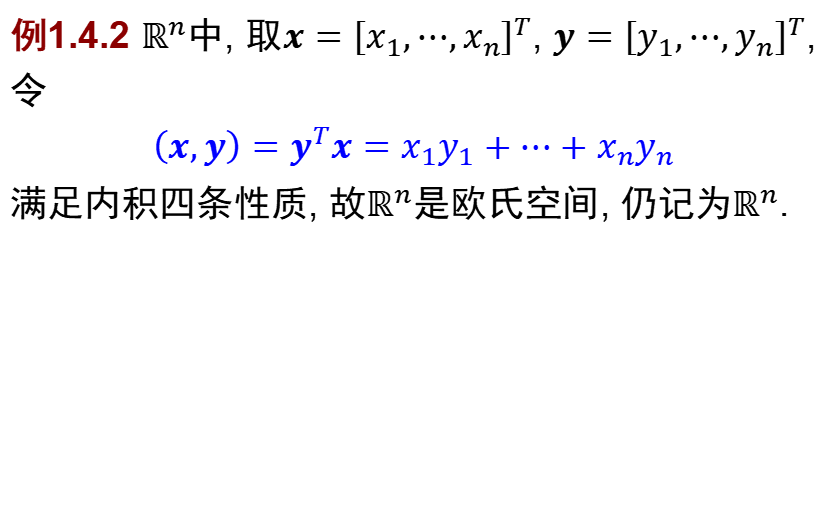 例1.4.2 ℝⁿ中, 取𝒙 = [𝑥₁, ⋯, 𝑥ₙ]ᵀ, 𝒚 = [𝑦₁, ⋯, 𝑦ₙ]ᵀ,
令
(𝒙, 𝒚) = 𝒚ᵀ𝒙 = 𝑥₁𝑦₁ + ⋯ + 𝑥ₙ𝑦ₙ
满足内积四条性质, 故ℝⁿ是欧氏空间, 仍记为ℝⁿ.